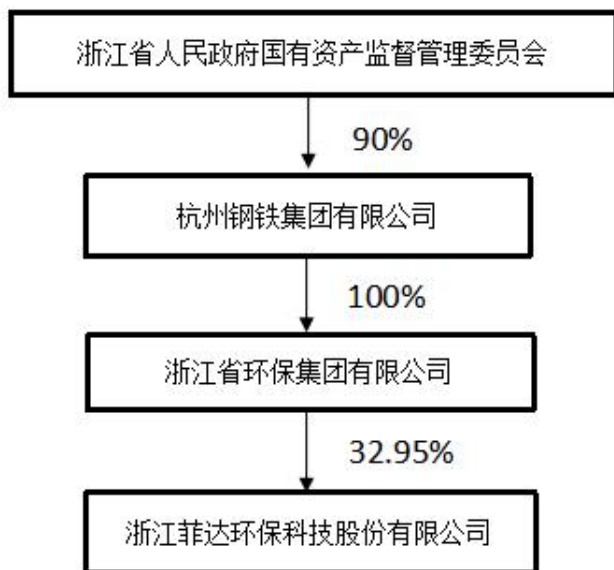 浙江省人民政府国有资产监督管理委员会
90%
杭州钢铁集团有限公司
100%
浙江省环保集团有限公司
32.95%
浙江菲达环保科技股份有限公司